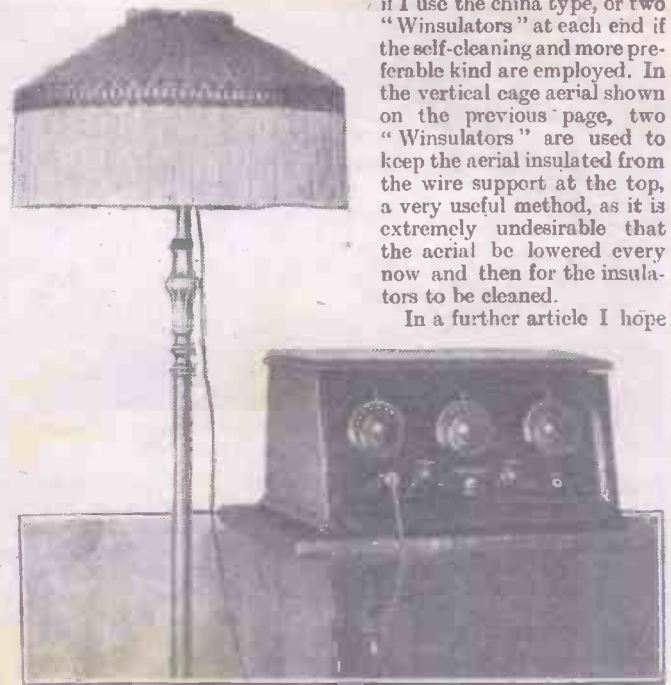 if I use the china type, or two
"Winsulators" at each end if
the self-cleaning and more pre-
ferable kind are employed. In
the vertical cage aerial shown
on the previous page, two
"Winsulators" are used to
keep the aerial insulated from
the wire support at the top,
a very useful method, as it is
extremely undesirable that
the aerial be lowered every
now and then for the insula-
tors to be cleaned.
In a further article I hope